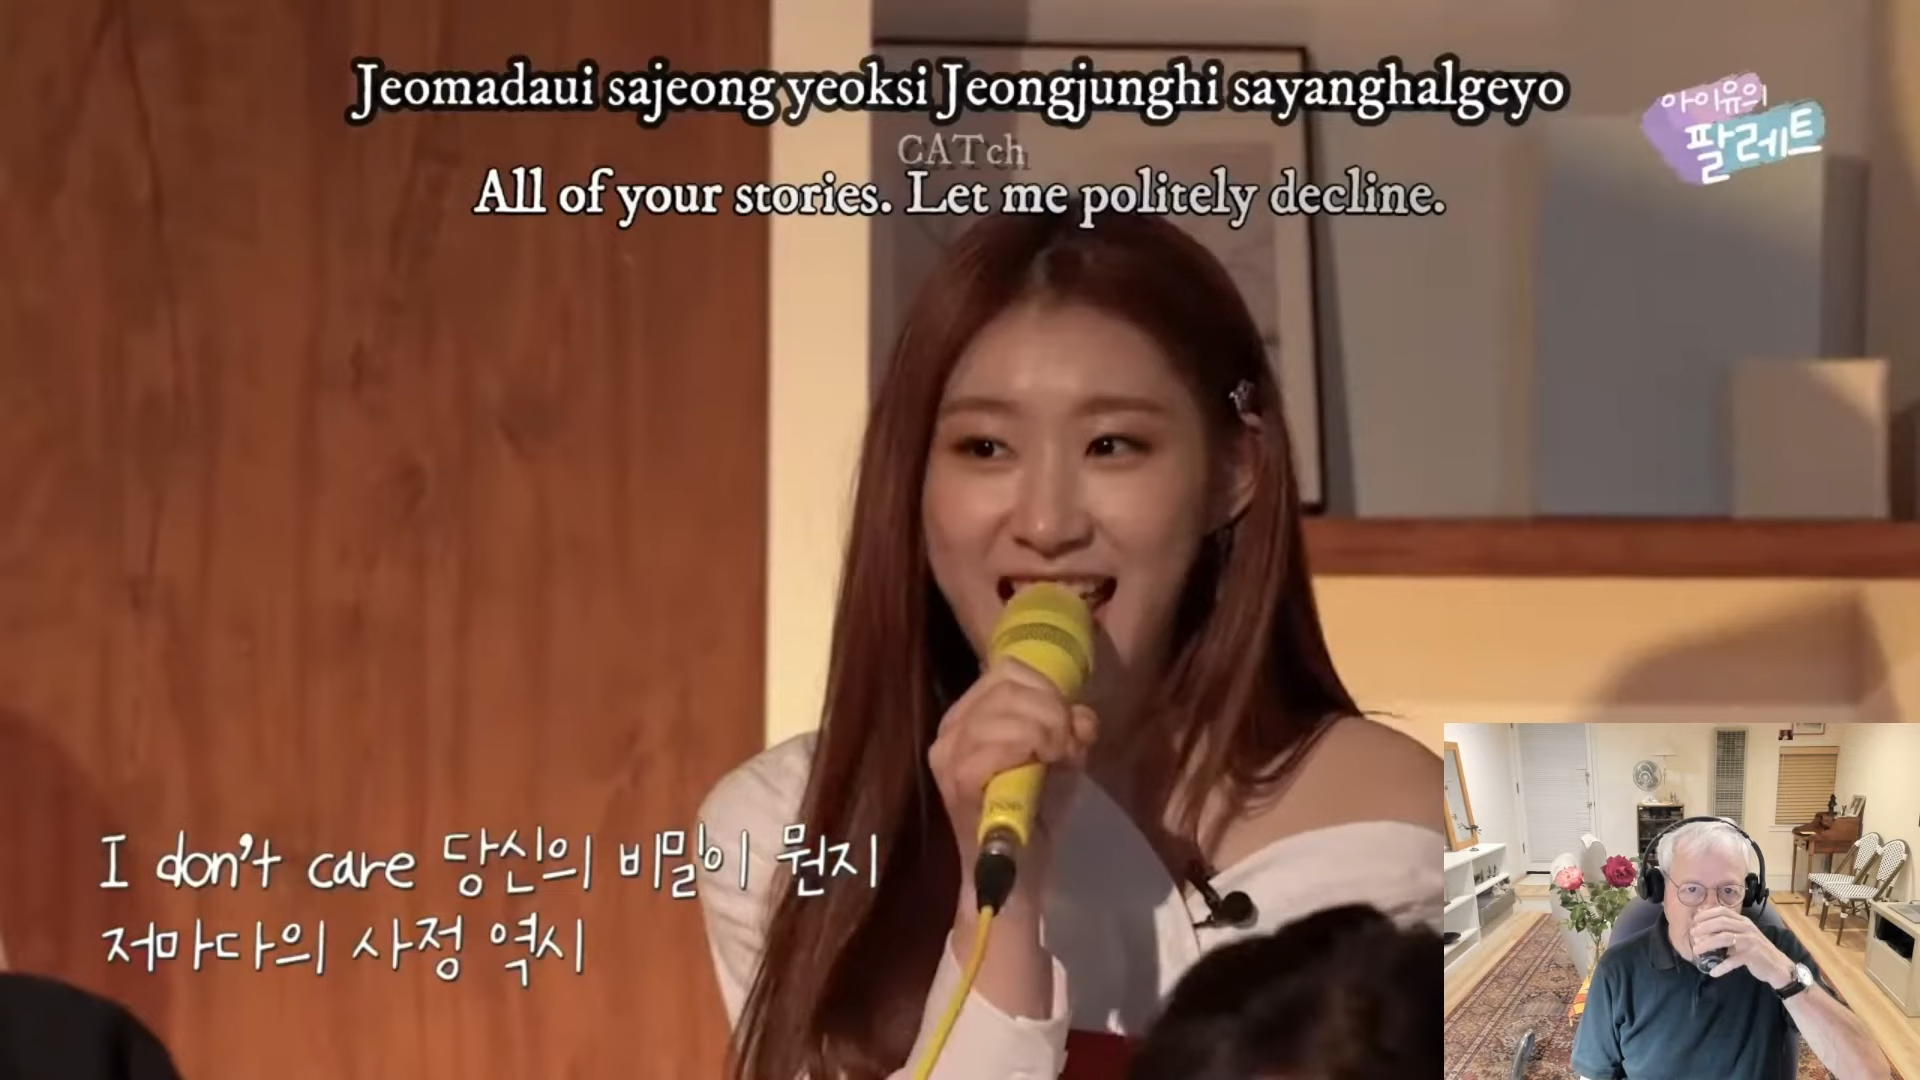 Jeomadaui sajeong yeoksi Jeongjunghi sayanghalgeyo
CATch
All of your stories. Let me politely decline.
아이유의
팔레트
I don't care 당신의 비밀이 뭔지
저마다의 사정 역시